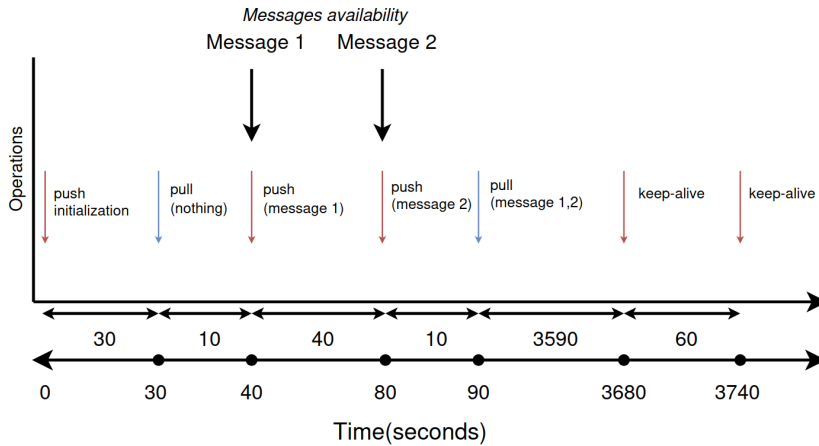 Messages availability
Message 1
Message 2
Operations
push
initialization
pull
(nothing)
push
(message 1)
push
(message 2)
pull
(message 1,2)
keep-alive
keep-alive
30
10
40
10
3590
60
0
30
40
80
90
3680
3740
Time(seconds)